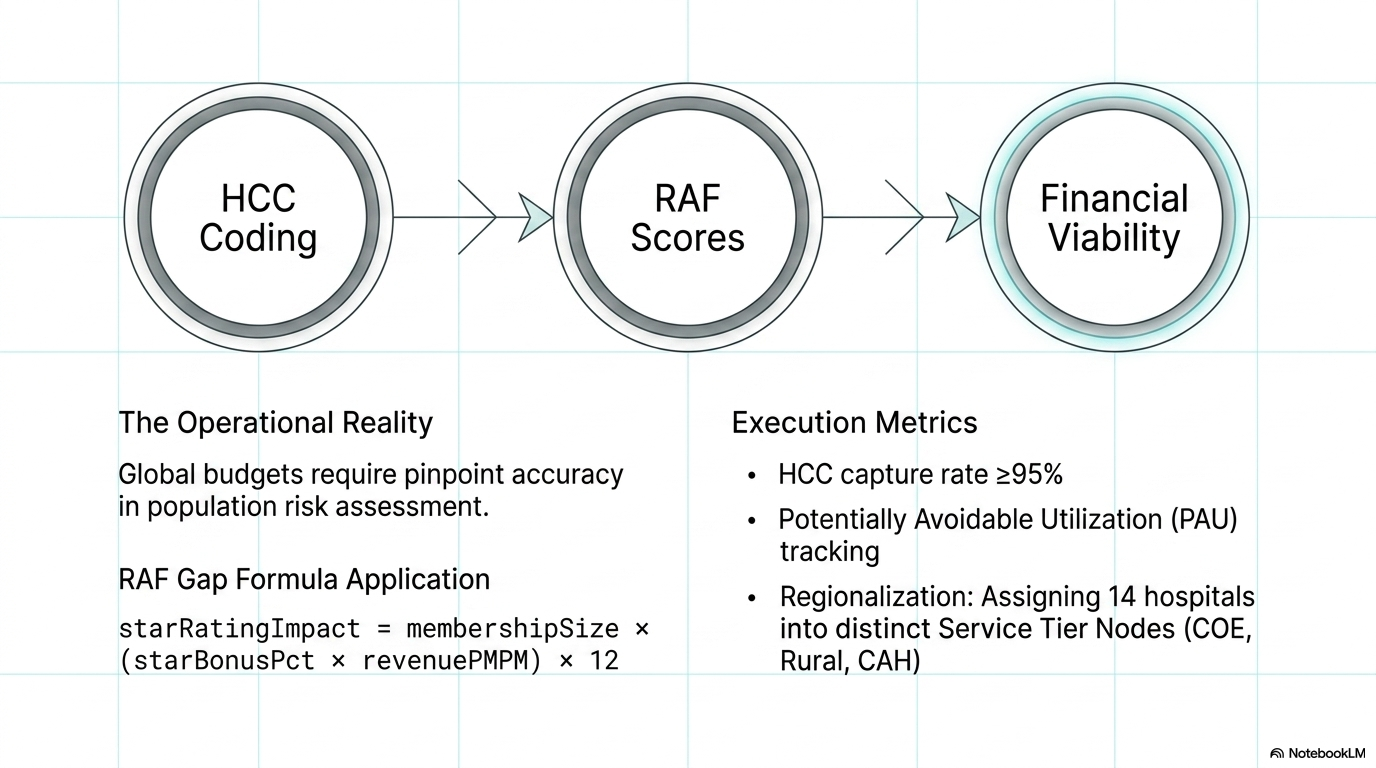 HCC
Coding
RAF
Scores
Financial
Viability
The Operational Reality
Global budgets require pinpoint accuracy
in population risk assessment.
RAF Gap Formula Application
starRatingImpact = membershipSize ×
(starBonusPct × revenuePMPM) × 12
Execution Metrics
• HCC capture rate ≥95%
• Potentially Avoidable Utilization (PAU)
tracking
• Regionalization: Assigning 14 hospitals
into distinct Service Tier Nodes (COE,
Rural, CAH)
NotebookLM